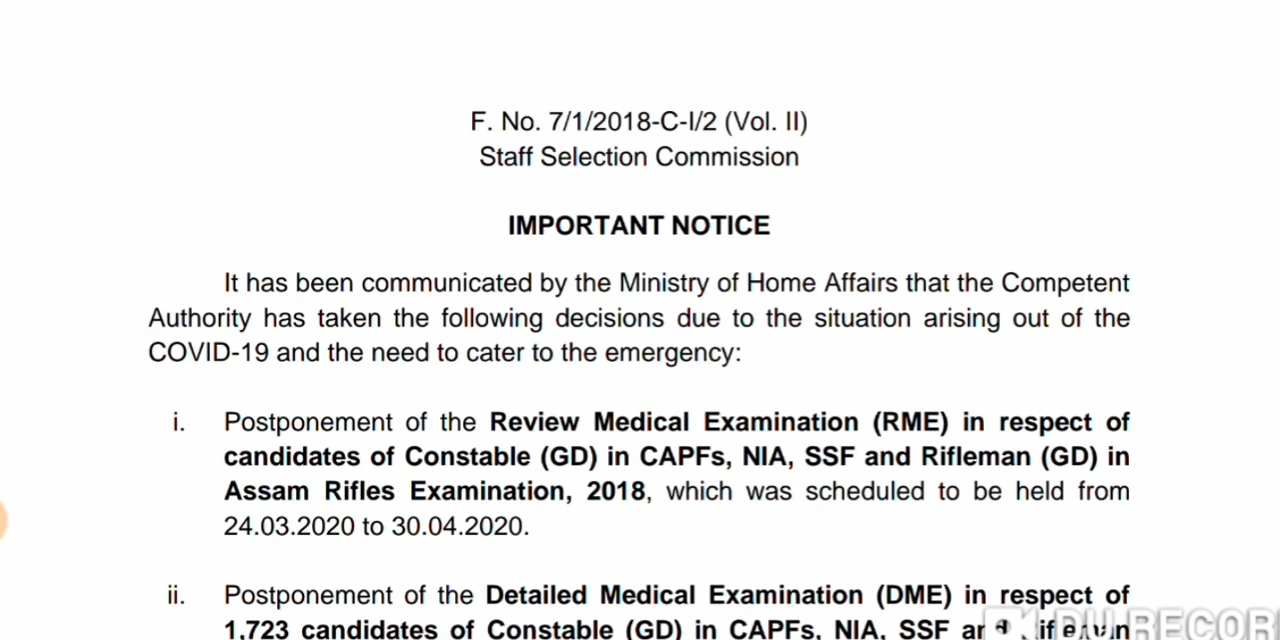 F. No. 7/1/2018-C-I/2 (Vol. II)
Staff Selection Commission
IMPORTANT NOTICE
It has been communicated by the Ministry of Home Affairs that the Competent
Authority has taken the following decisions due to the situation arising out of the
COVID-19 and the need to cater to the emergency:
i. Postponement of the Review Medical Examination (RME) in respect of
candidates of Constable (GD) in CAPFs, NIA, SSF and Rifleman (GD) in
Assam Rifles Examination, 2018, which was scheduled to be held from
24.03.2020 to 30.04.2020.
ii. Postponement of the Detailed Medical Examination (DME) in respect of
1,723 candidates of Constable (GD) in CAPFs, NIA, SSF
DU RECOR